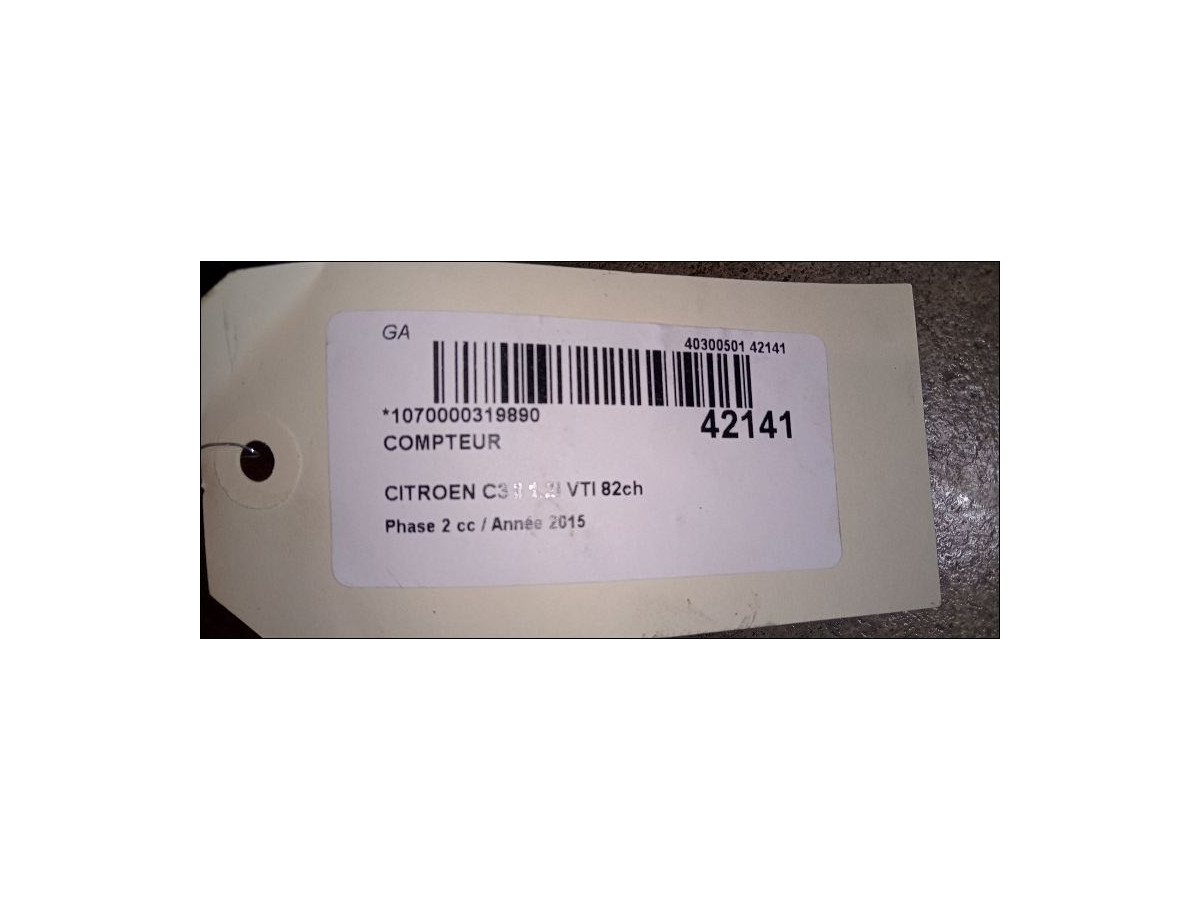 GA
40300501 42141
*1070000319890
42141
COMPTEUR
CITROEN C3 VTI 82ch
Phase 2 cc / Année 2015